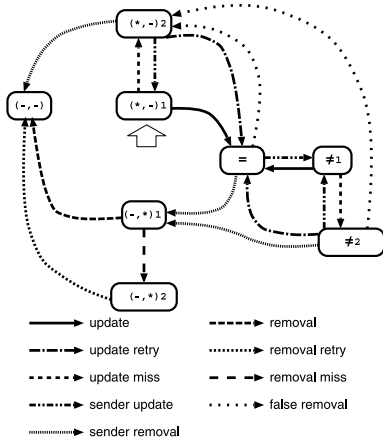 (*,-)2
(-,-)
(*,-)1
=
≠1
(-,*)1
≠2
(-,*)2
update
removal
update retry
removal retry
update miss
removal miss
sender update
false removal
sender removal